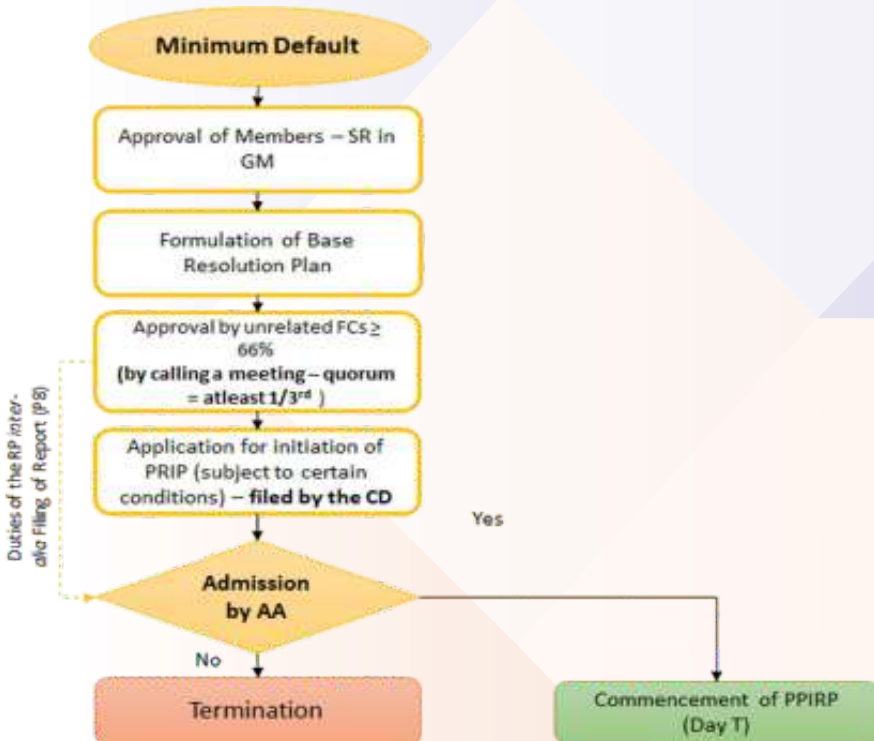 Minimum Default
Approval of Members – SR in
GM
Formulation of Base
Resolution Plan
Approval by unrelated FCs ≥
66%
(by calling a meeting – quorum
= atleast 1/3rd )
Application for initiation of
PRIP (subject to certain
conditions) – filed by the CD
Duties of the RP inter-
alia Filing of Report (P8)
Yes
Admission
by AA
No
Termination
Commencement of PPIRP
(Day T)